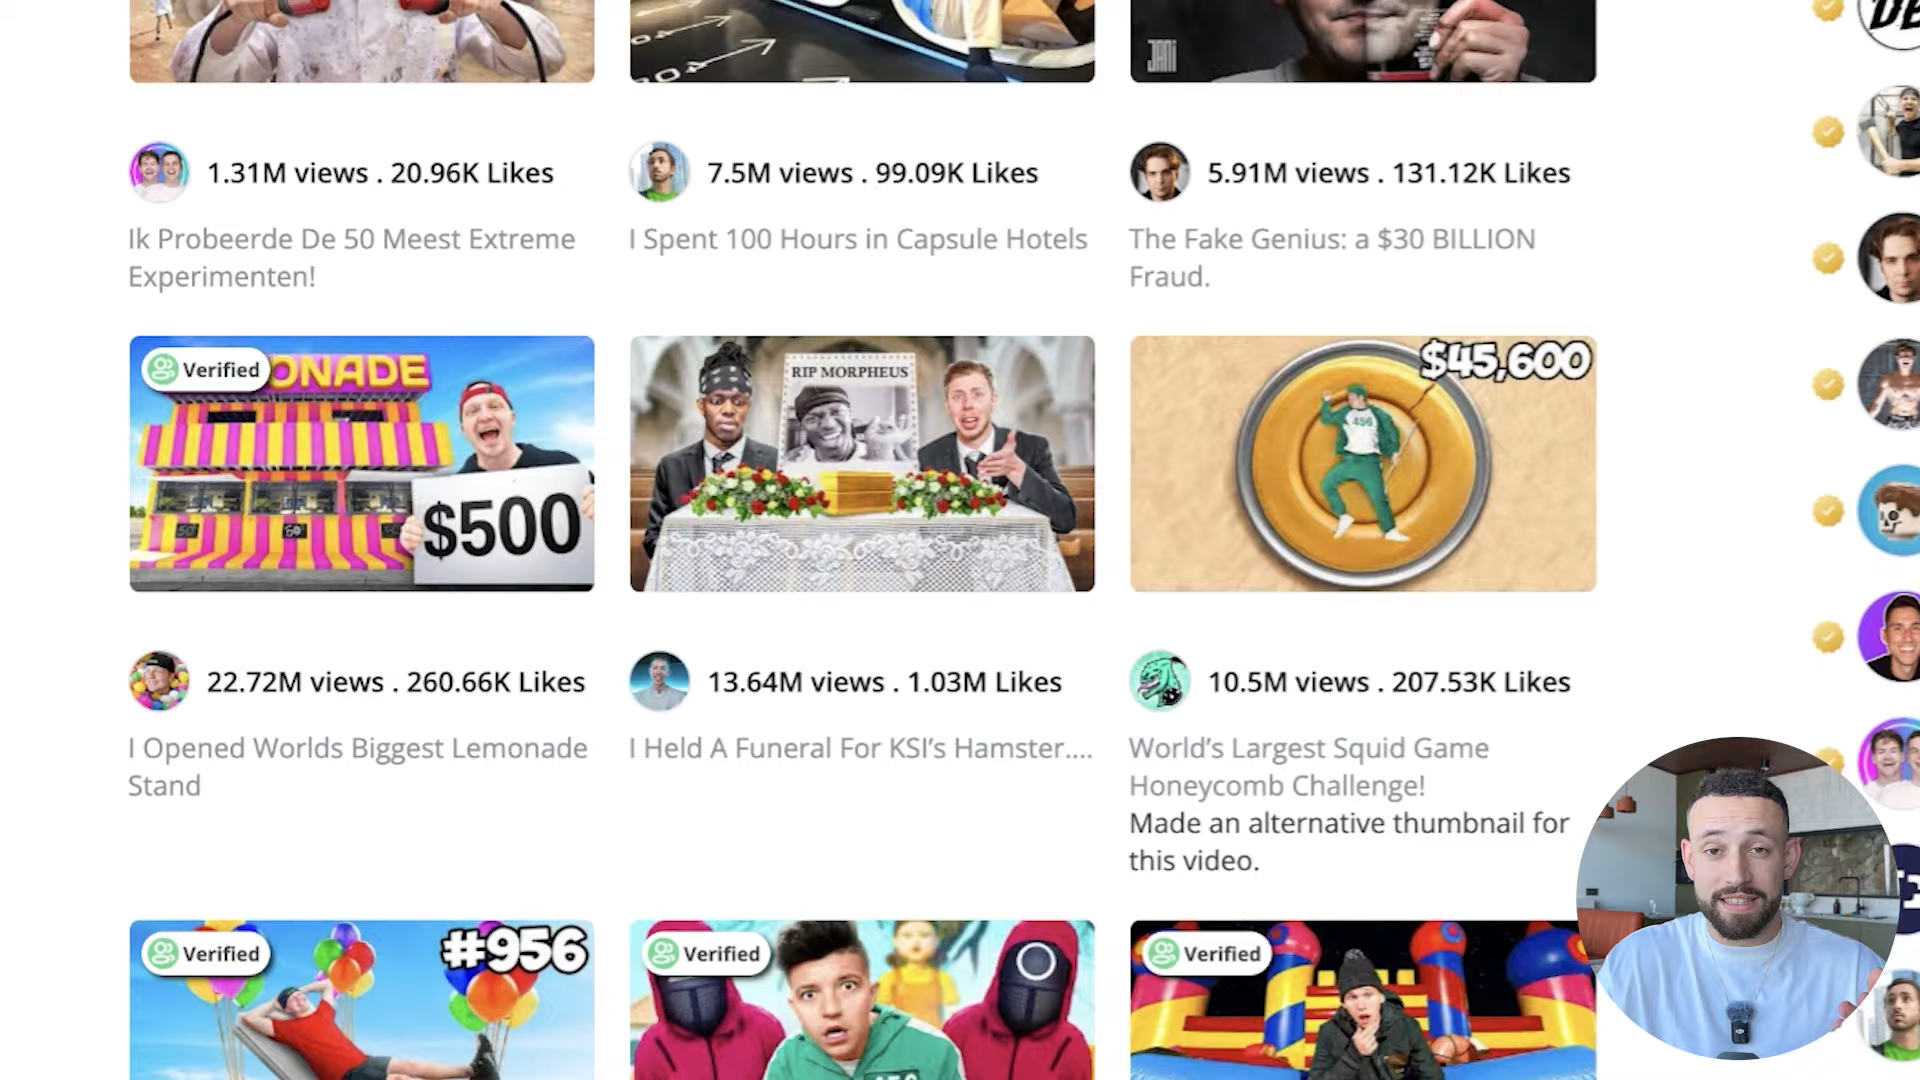 JANI
1.31M views . 20.96K Likes
7.5M views . 99.09K Likes
5.91M views . 131.12K Likes
Ik Probeerde De 50 Meest Extreme
Experimenten!
I Spent 100 Hours in Capsule Hotels
The Fake Genius: a $30 BILLION
Fraud.
Verified
ONADE
$500
RIP MORPHEUS
$45,600
456
22.72M views . 260.66K Likes
13.64M views . 1.03M Likes
10.5M views . 207.53K Likes
I Opened Worlds Biggest Lemonade
Stand
I Held A Funeral For KSI’s Hamster....
World’s Largest Squid Game
Honeycomb Challenge!
Made an alternative thumbnail for
this video.
Verified
#956
Verified
Verified